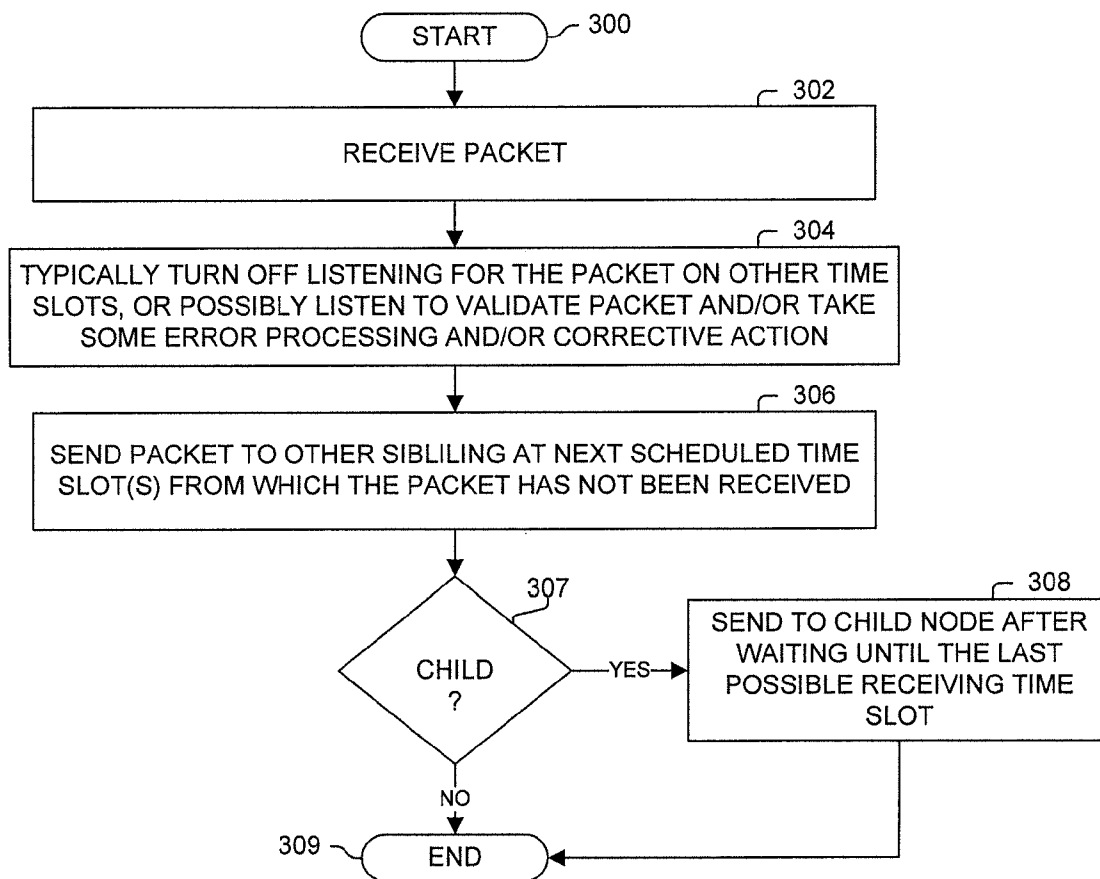 START
300
302
RECEIVE PACKET
304
TYPICALLY TURN OFF LISTENING FOR THE PACKET ON OTHER TIME
SLOTS, OR POSSIBLY LISTEN TO VALIDATE PACKET AND/OR TAKE
SOME ERROR PROCESSING AND/OR CORRECTIVE ACTION
306
SEND PACKET TO OTHER SIBLILING AT NEXT SCHEDULED TIME
SLOT(S) FROM WHICH THE PACKET HAS NOT BEEN RECEIVED
307
CHILD
?
YES
308
SEND TO CHILD NODE AFTER
WAITING UNTIL THE LAST
POSSIBLE RECEIVING TIME
SLOT
NO
309
END